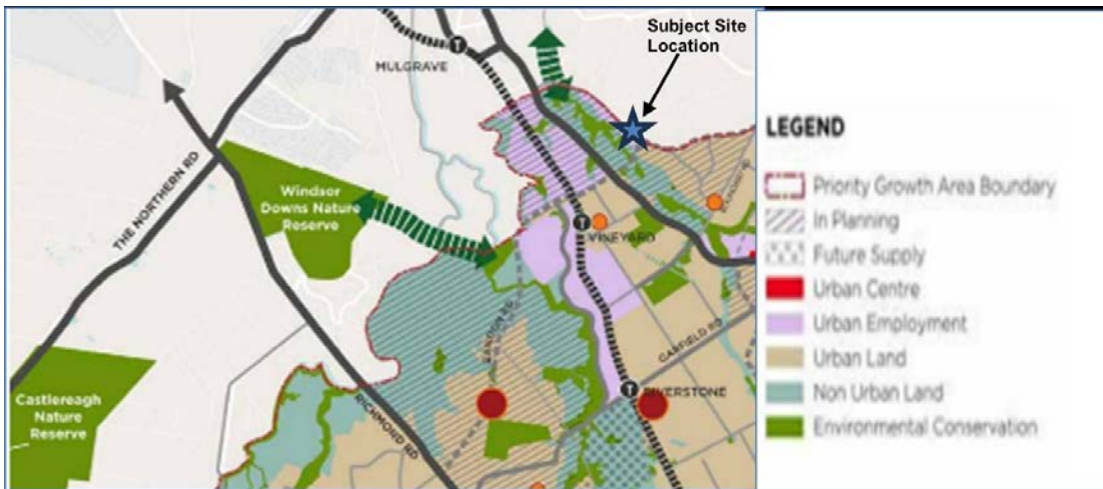 Subject Site
Location
MULGRAVE
T
THE NORTHERN RD
Windsor
Downs Nature
Reserve
T
VINEYARD
GARFIELD RD
T
RIVERSTONE
RICHMOND RD
Castlereagh
Nature
Reserve
LEGEND
Priority Growth Area Boundary
In Planning
Future Supply
Urban Centre
Urban Employment
Urban Land
Non Urban Land
Environmental Conservation